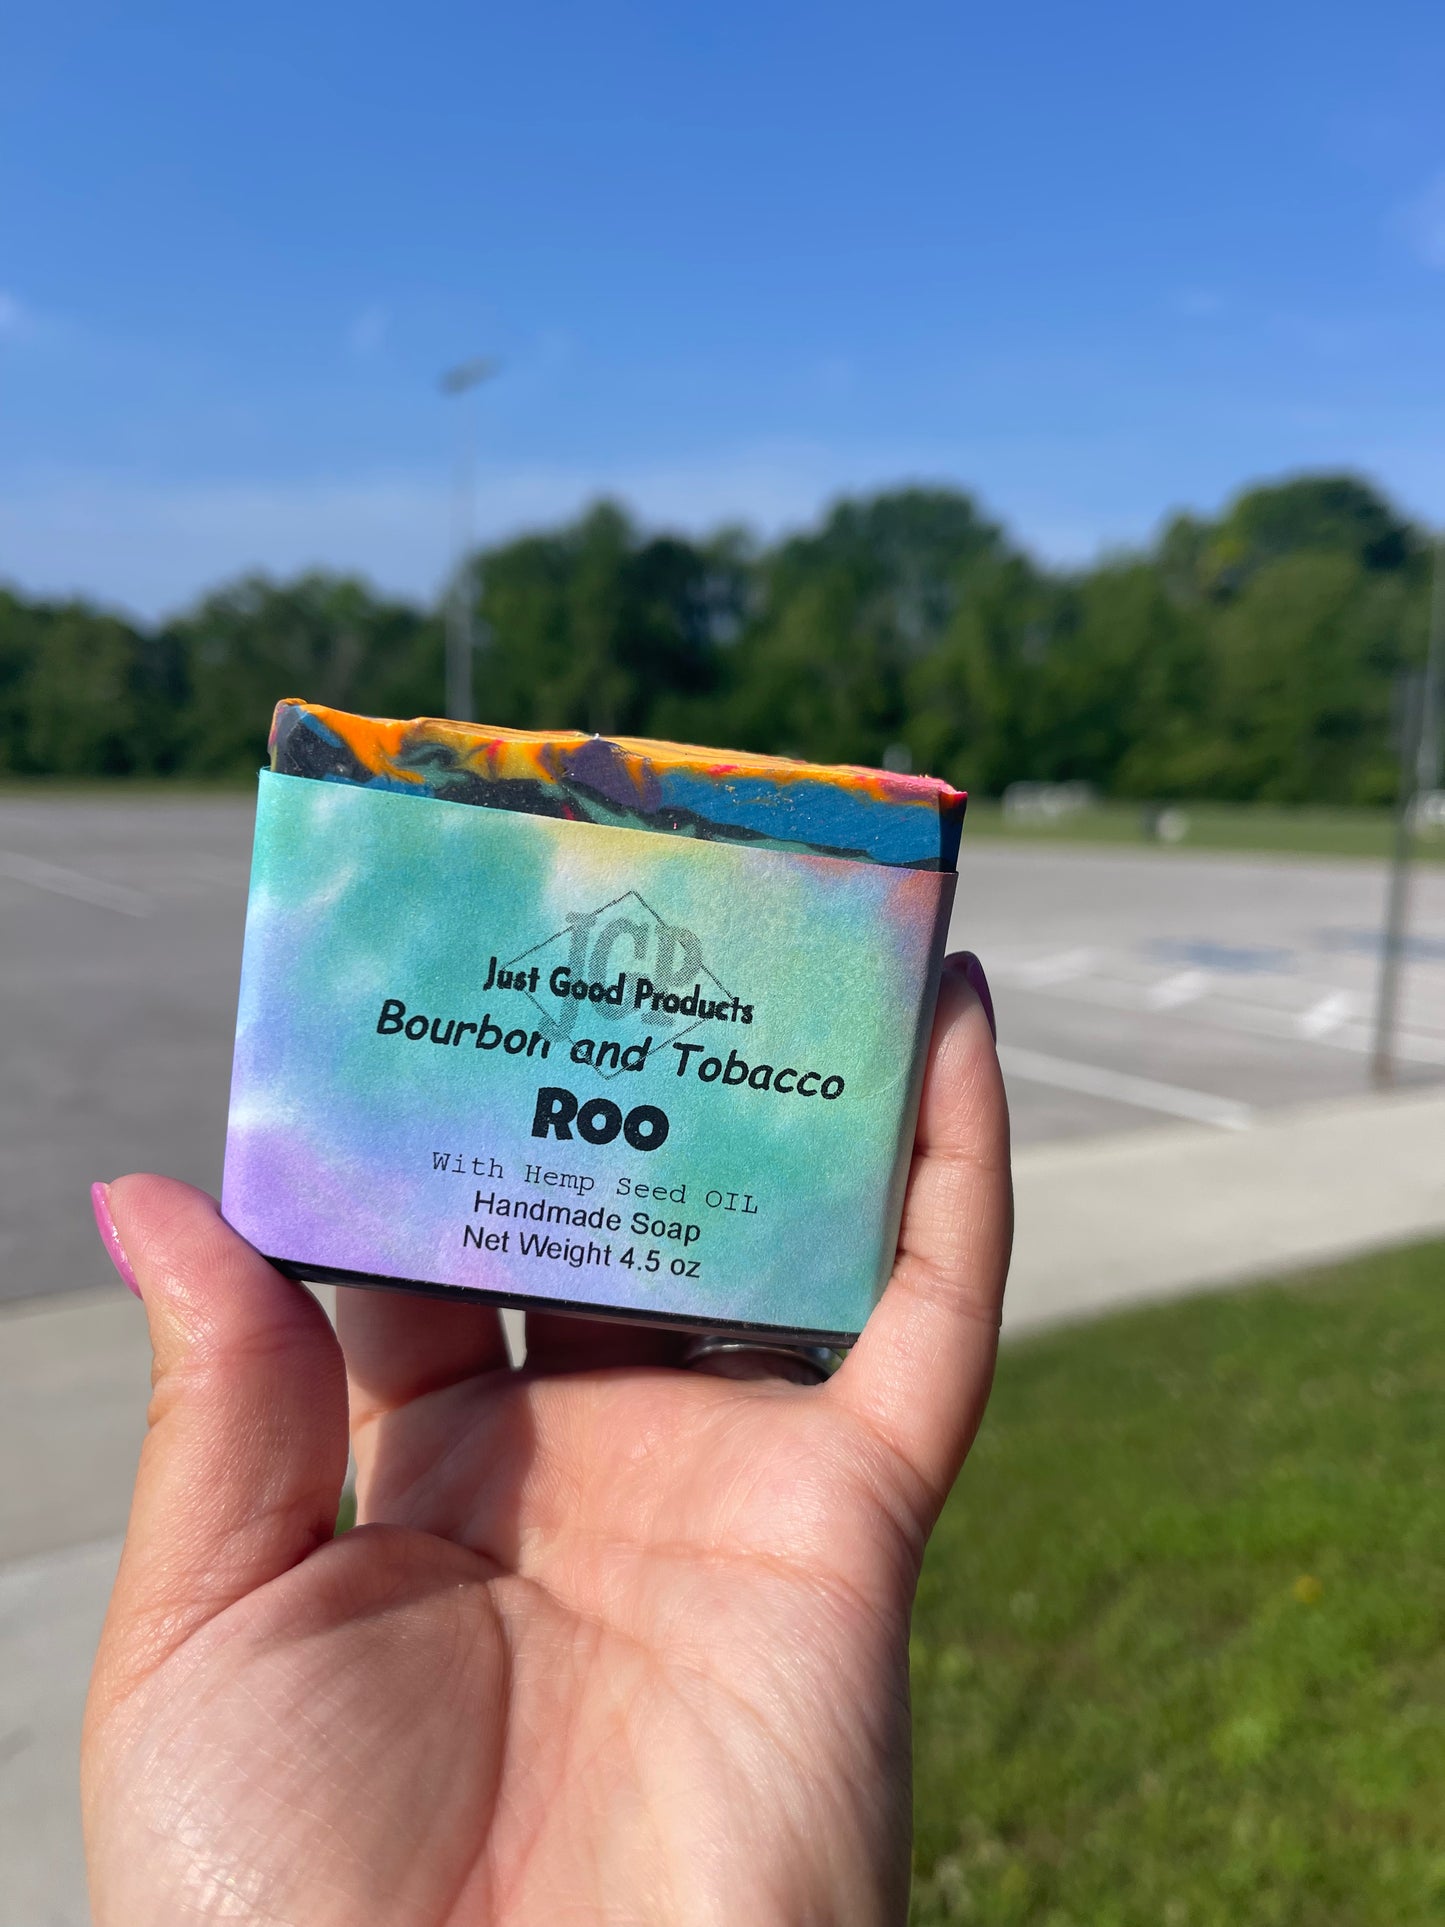 JGP
Just Good Products
Bourbon and Tobacco
Roo
With Hemp Seed OIL
Handmade Soap
Net Weight 4.5 oz